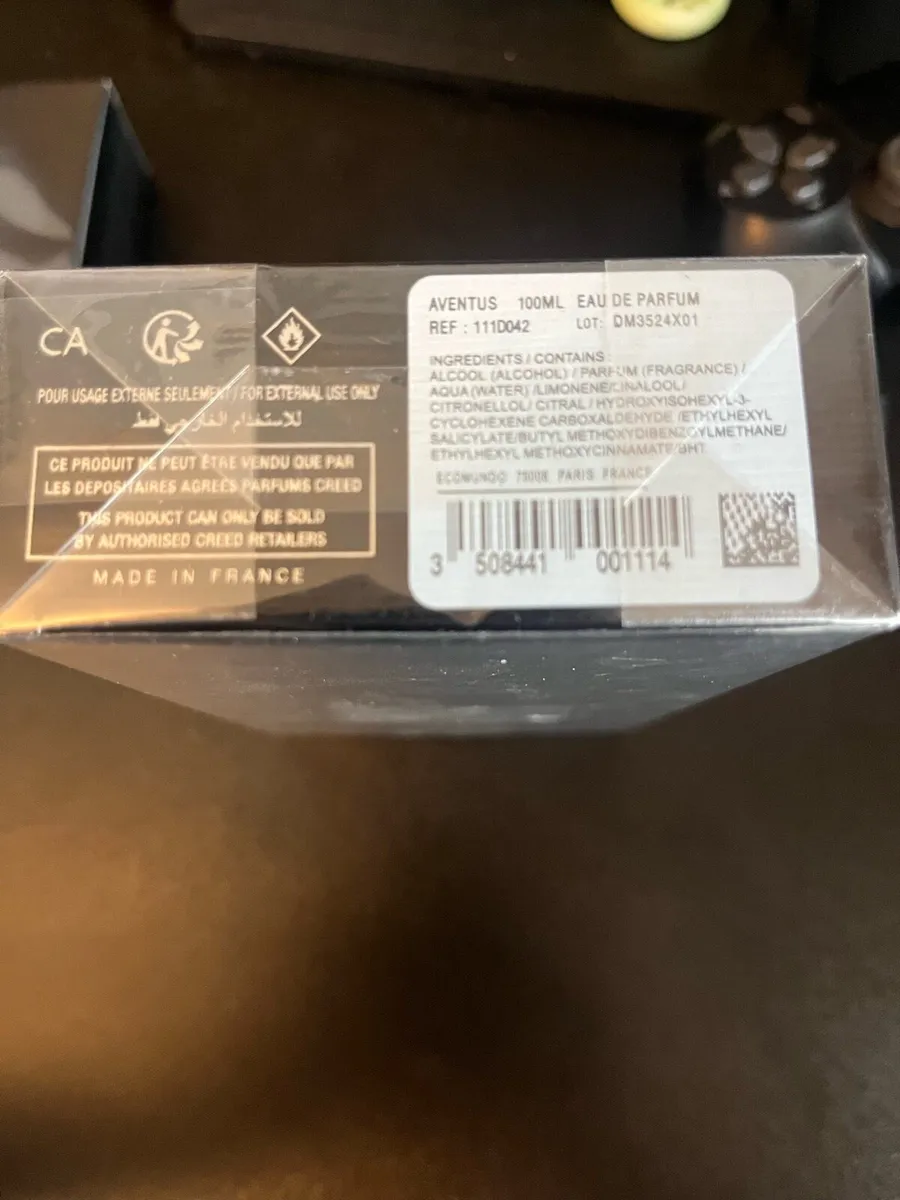 CA
POUR USAGE EXTERNE SEULEMENT / FOR EXTERNAL USE ONLY
للاستخدام الخارجي فقط
CE PRODUIT NE PEUT ÊTRE VENDU QUE PAR
LES DEPOSITAIRES AGREÉS PARFUMS CREED
THIS PRODUCT CAN ONLY BE SOLD
BY AUTHORISED CREED RETAILERS
MADE IN FRANCE
AVENTUS 100ML EAU DE PARFUM
REF : 111D042 LOT: DM3524X01
INGREDIENTS / CONTAINS :
ALCOOL (ALCOHOL) / PARFUM (FRAGRANCE) /
AQUA (WATER) /LIMONENE/LINALOOL/
CITRONELLOL/ CITRAL / HYDROXYISOHEXYL-3-
CYCLOHEXENE CARBOXALDEHYDE /ETHYLHEXYL
SALICYLATE/BUTYL METHOXYDIBENZOYLMETHANE/
ETHYLHEXYL METHOXYCINNAMATE/BHT
ECOMUNDO 75008 PARIS FRANCE
3 508441 001114